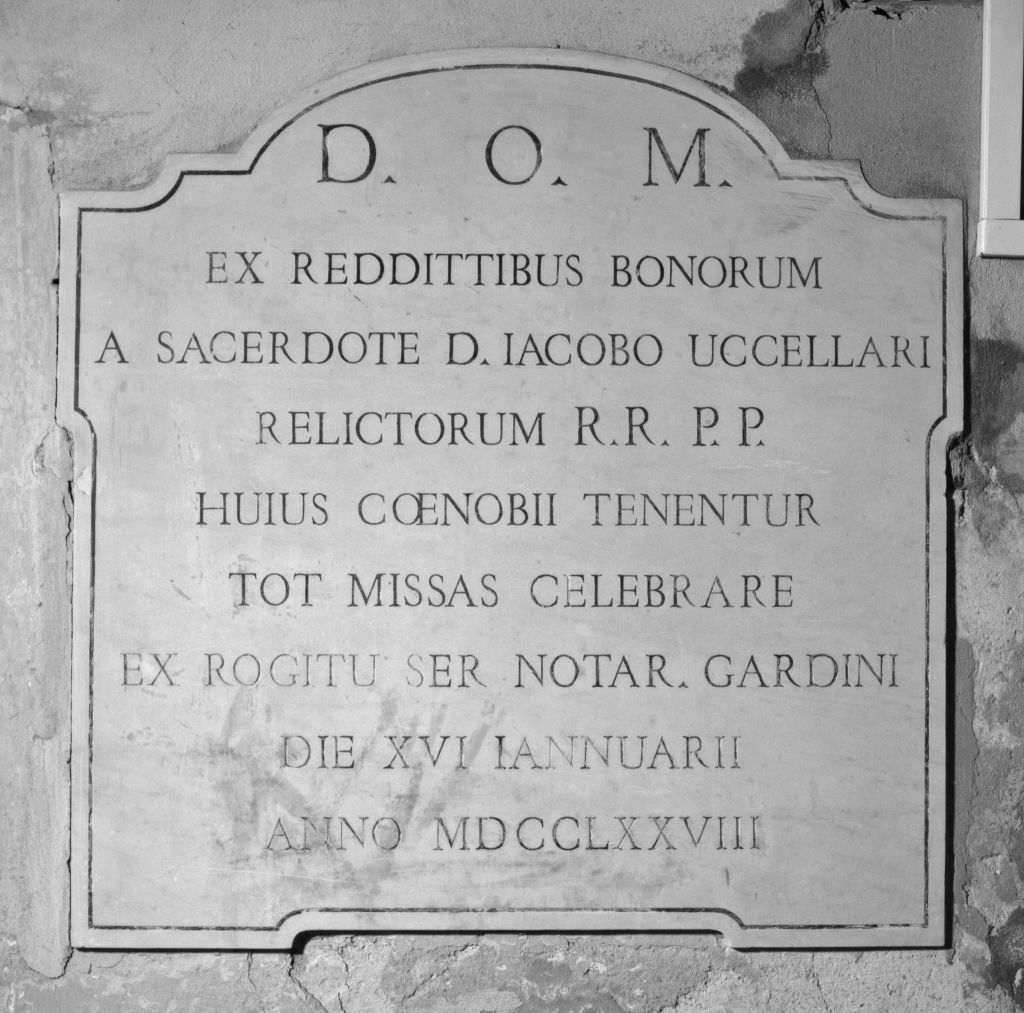 D. O. M.
EX REDDITTIBUS BONORUM
A SACERDOTE D. IACOBO UCCELLARI
RELICTORUM R.R. P.P.
HUIUS CŒNOBII TENENTUR
TOT MISSAS CELEBRARE
EX ROGITU SER NOTAR. GARDINI
DIE XVI IANNUARII
ANNO MDCCLXXVIII